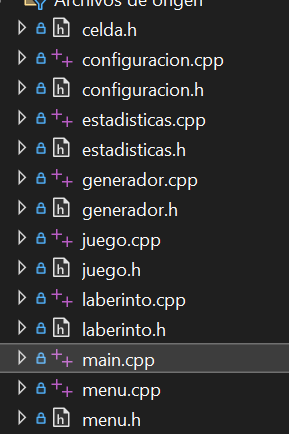 Archivos de origen
celda.h
configuracion.cpp
configuracion.h
estadisticas.cpp
estadisticas.h
generador.cpp
generador.h
juego.cpp
juego.h
laberinto.cpp
laberinto.h
main.cpp
menu.cpp
menu.h